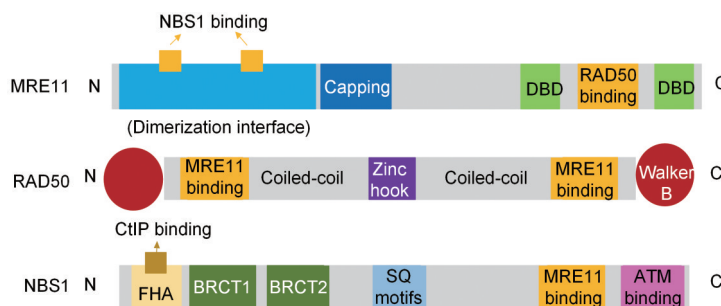 NBS1 binding
MRE11 N Capping DBD RAD50 binding DBD C
(Dimerization interface)
RAD50 N MRE11 binding Coiled-coil Zinc hook Coiled-coil MRE11 binding Walker B C
CtIP binding
NBS1 N FHA BRCT1 BRCT2 SQ motifs MRE11 binding ATM binding C